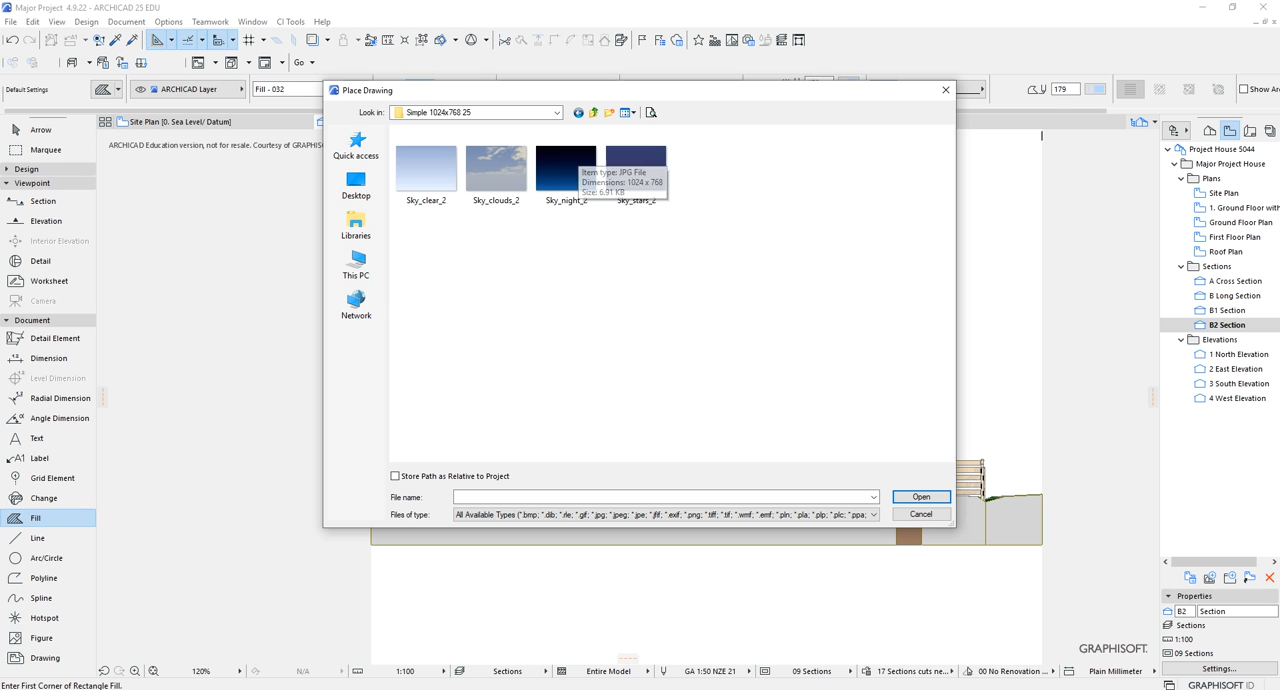 Major Project  4.9.22 - ARCHICAD 25 EDU
File Edit View Design Document Options Teamwork Window CI Tools Help
Go
Default Settings
ARCHICAD Layer
Fill - 032
179
Show Ar
Site Plan [0. Sea Level/ Datum]
ARCHICAD Education version, not for resale. Courtesy of GRAPHIS
Arrow
Marquee
Design
Viewpoint
Section
Elevation
Interior Elevation
Detail
Worksheet
Camera
Document
Detail Element
Dimension
Level Dimension
Radial Dimension
Angle Dimension
Text
Label
Grid Element
Change
Fill
Line
Arc/Circle
Polyline
Spline
Hotspot
Figure
Drawing
Place Drawing
Look in:
Simple 1024x768 25
Quick access
Desktop
Libraries
This PC
Network
Sky_clear_2
Sky_clouds_2
Sky_night_2
Sky_stars_2
Item type: JPG File
Dimensions: 1024 x 768
Size: 6.91 KB
Store Path as Relative to Project
File name:
Open
Files of type:
All Available Types (*.bmp; *.dib; *.rle; *.gif; *.jpg; *.jpeg; *.jpe; *.jfif; *.exif; *.png; *.tiff; *.tif; *.wmf; *.emf; *.pln; *.pla; *.plp; *.plc; *.ppa;
Cancel
Project House 5044
Major Project House
Plans
Site Plan
1. Ground Floor with
Ground Floor Plan
First Floor Plan
Roof Plan
Sections
A Cross Section
B Long Section
B1 Section
B2 Section
Elevations
1 North Elevation
2 East Elevation
3 South Elevation
4 West Elevation
Properties
B2 Section
Sections
1:100
09 Sections
Settings...
GRAPHISOFT.
120% N/A 1:100 Sections Entire Model GA 1:50 NZE 21 09 Sections 17 Sections cuts ne... 00 No Renovation ... Plain Millimeter
Enter First Corner of Rectangle Fill.
GRAPHISOFT ID